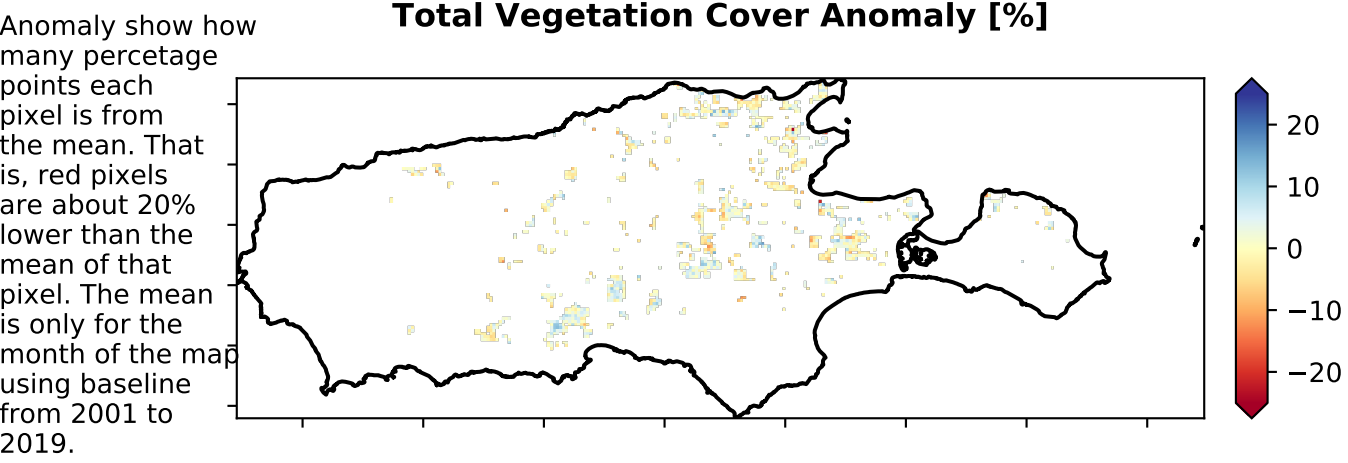 Total Vegetation Cover Anomaly [%]
Anomaly show how
many percetage
points each
pixel is from
the mean. That
is, red pixels
are about 20%
lower than the
mean of that
pixel. The mean
is only for the
month of the map
using baseline
from 2001 to
2019.
20
10
0
−10
−20